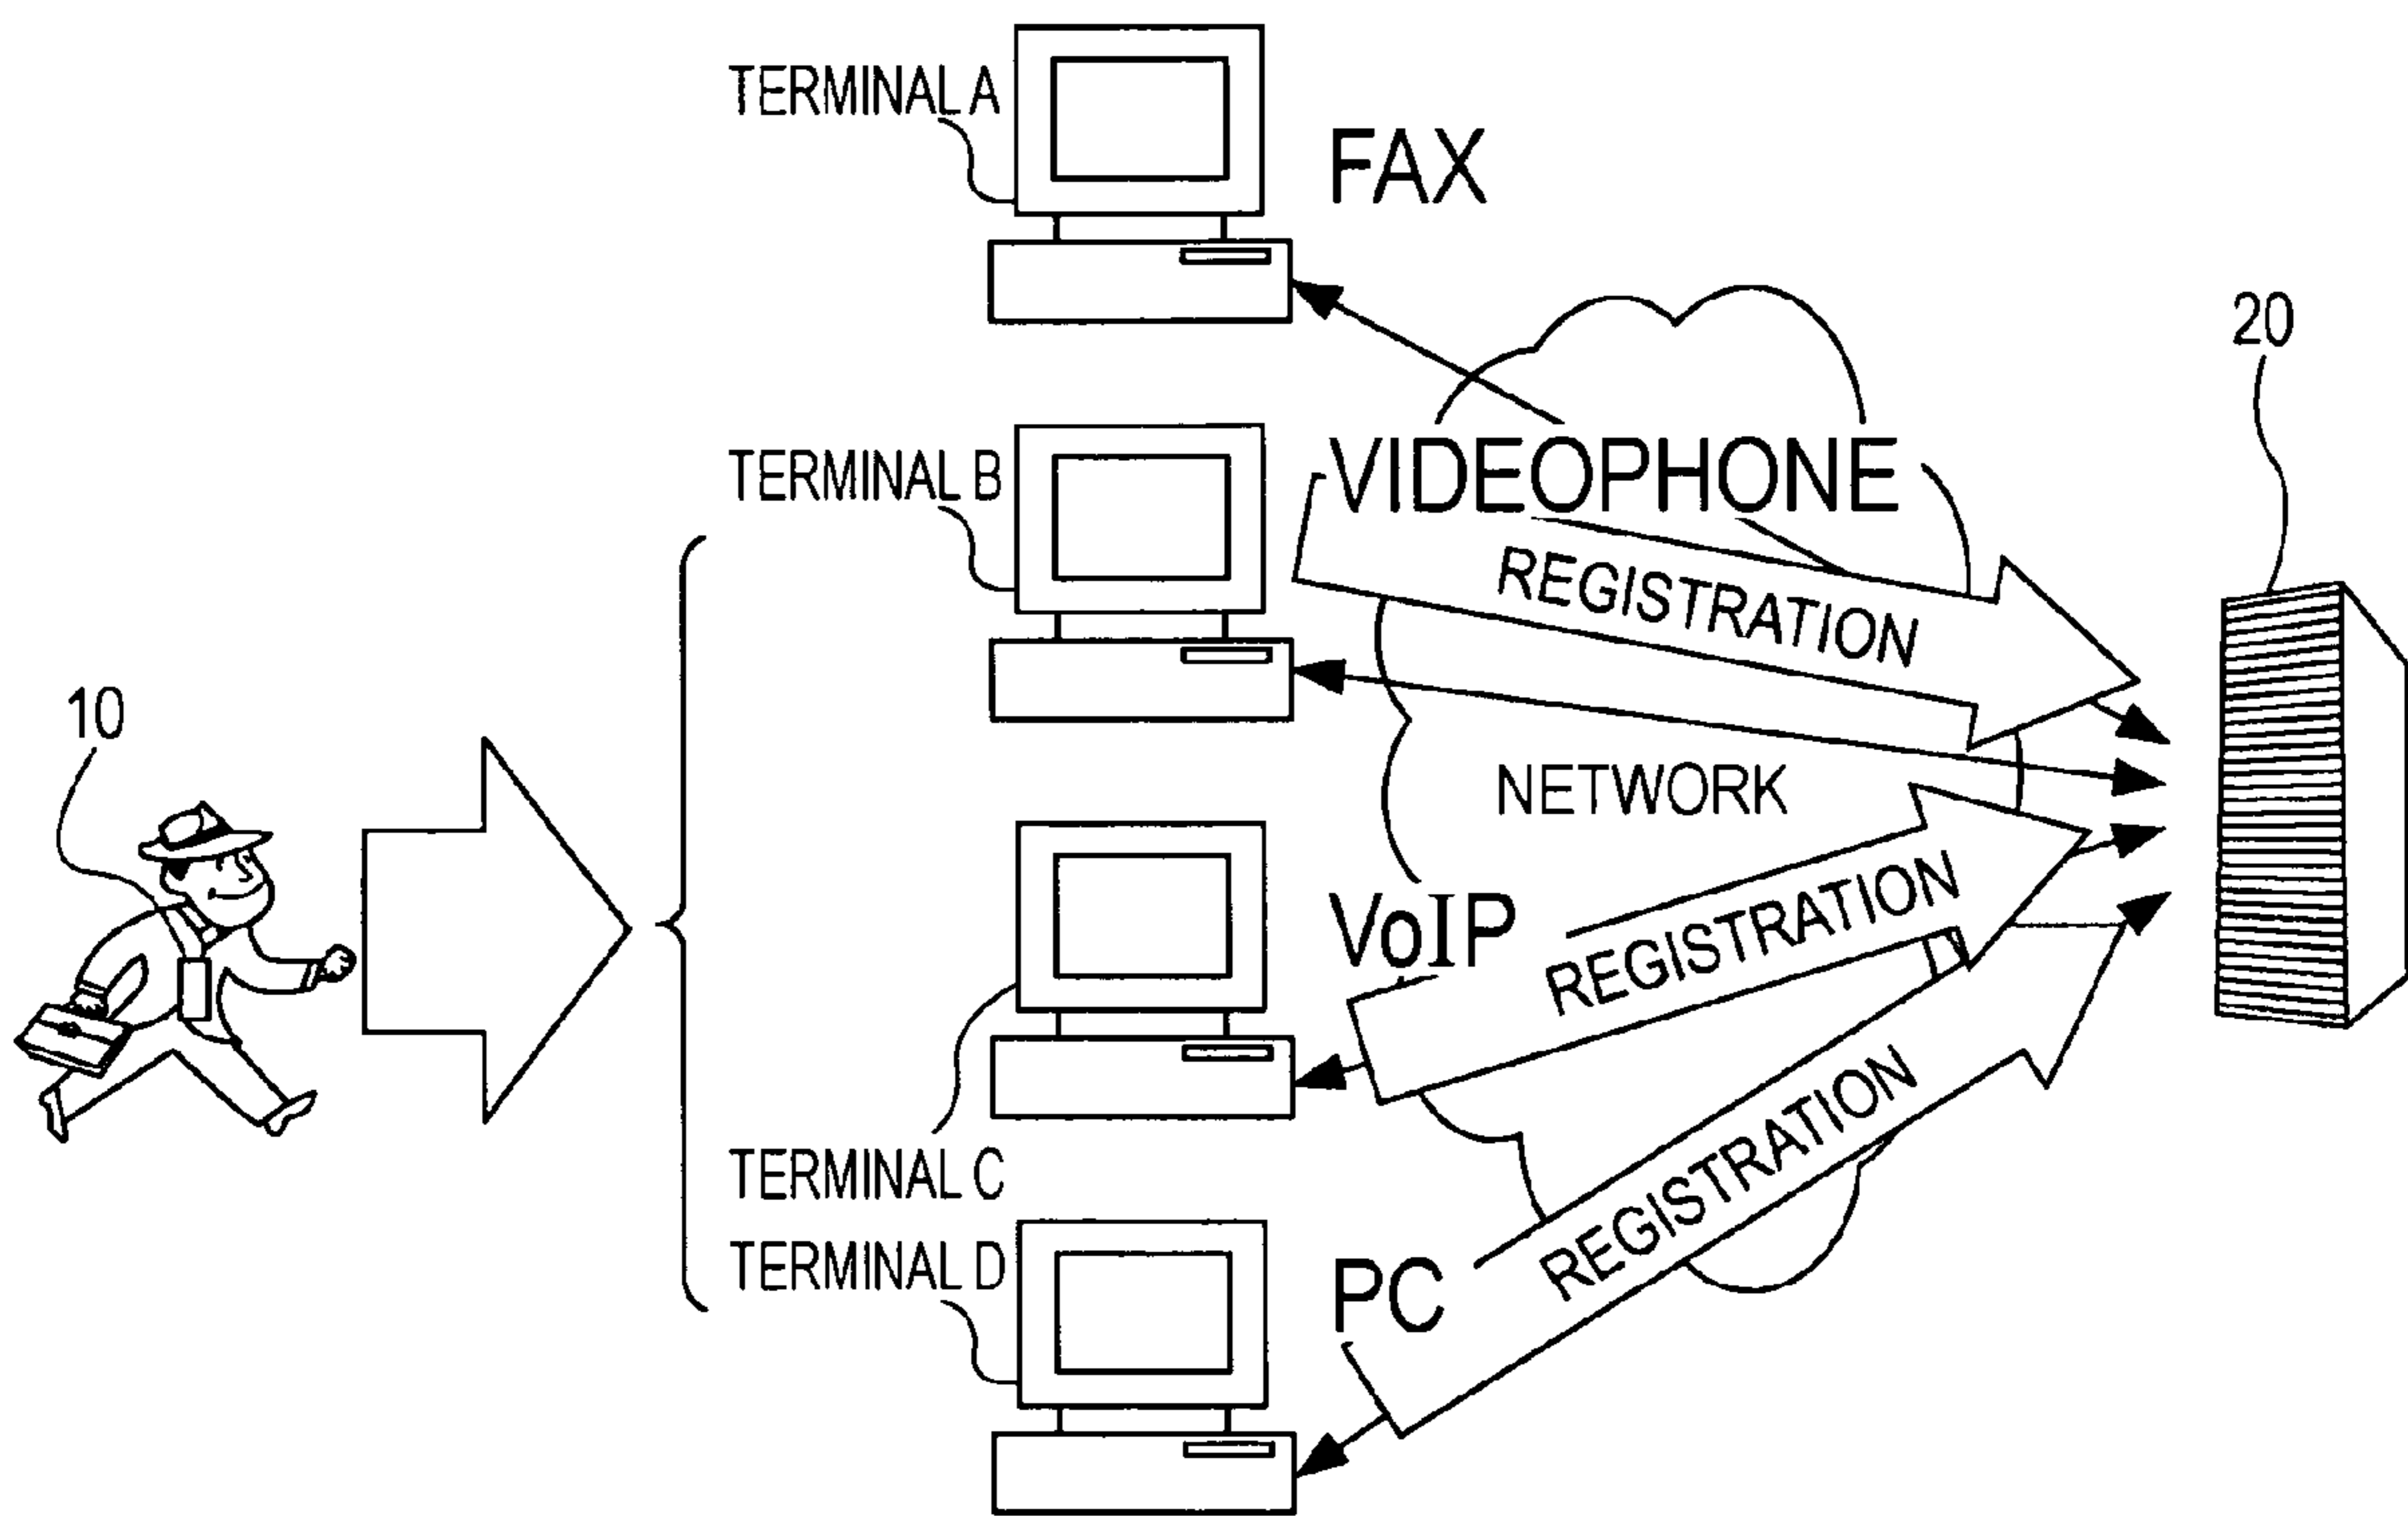 TERMINAL A
FAX
20
TERMINAL B
VIDEOPHONE
REGISTRATION
10
NETWORK
VoIP
REGISTRATION
TERMINAL C
REGISTRATION
TERMINAL D
PC